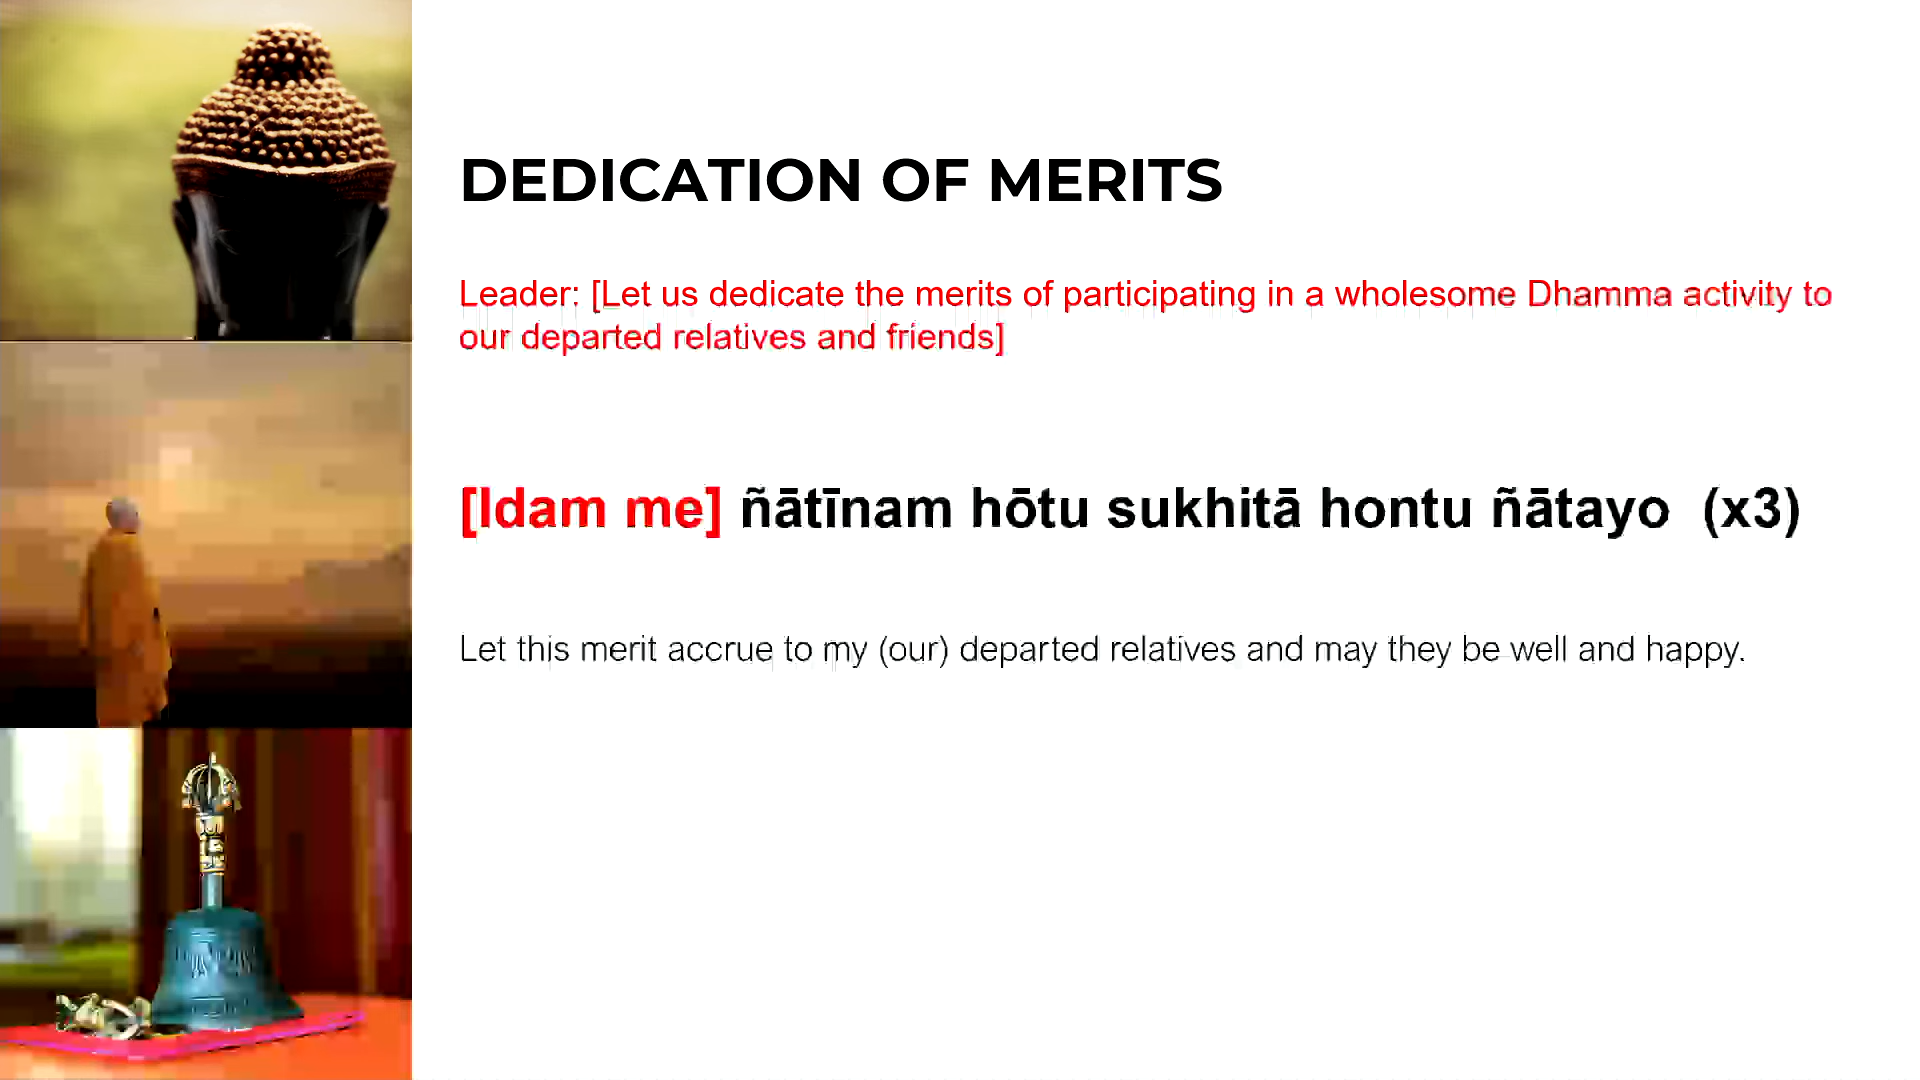 DEDICATION OF MERITS
Leader: [Let us dedicate the merits of participating in a wholesome Dhamma activity to
our departed relatives and friends]
[Idam me] ñātīnam hōtu sukhitā hontu ñātayo (x3)
Let this merit accrue to my (our) departed relatives and may they be well and happy.